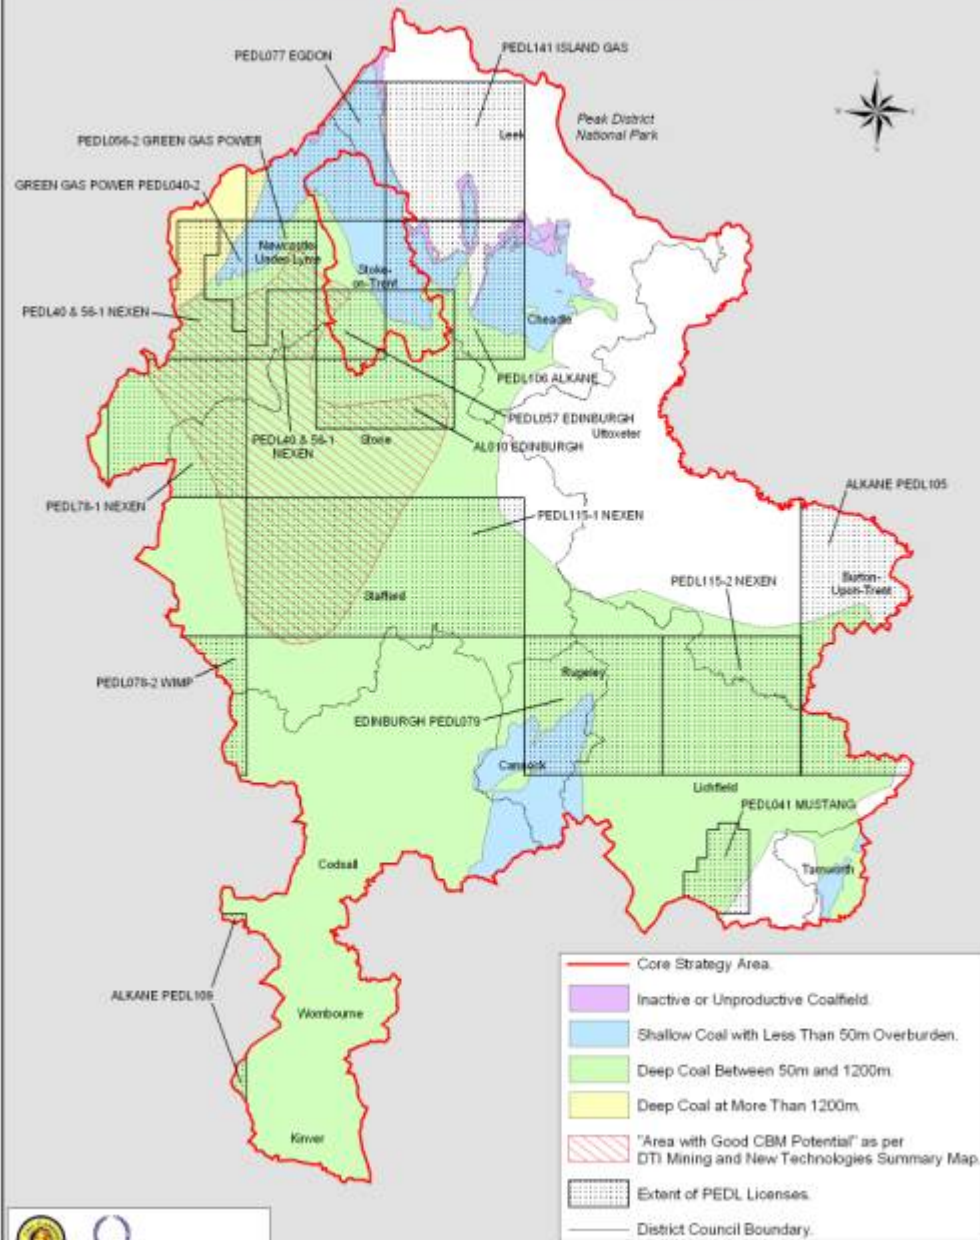 PEDL077 EGDON
PEDL141 ISLAND GAS
Peak District
National Park
Leek
PEDL056-2 GREEN GAS POWER
GREEN GAS POWER PEDL040-2
Newcastle-
Under-Lyme
Stoke-
on-Trent
PEDL40 & 56-1 NEXEN
Cheadle
PEDL106 ALKANE
PEDL057 EDINBURGH
Uttoxeter
PEDL40 & 56-1
NEXEN
Stone
AL010 EDINBURGH
PEDL78-1 NEXEN
ALKANE PEDL105
PEDL115-1 NEXEN
Burton-
Upon-Trent
PEDL115-2 NEXEN
Stafford
Rugeley
PEDL078-2 WIMP
EDINBURGH PEDL079
Cannock
Lichfield
PEDL041 MUSTANG
Codsall
Tamworth
ALKANE PEDL109
Wombourne
Kinver
Core Strategy Area.
Inactive or Unproductive Coalfield.
Shallow Coal with Less Than 50m Overburden.
Deep Coal Between 50m and 1200m.
Deep Coal at More Than 1200m.
"Area with Good CBM Potential" as per
DTI Mining and New Technologies Summary Map.
Extent of PEDL Licenses.
District Council Boundary.